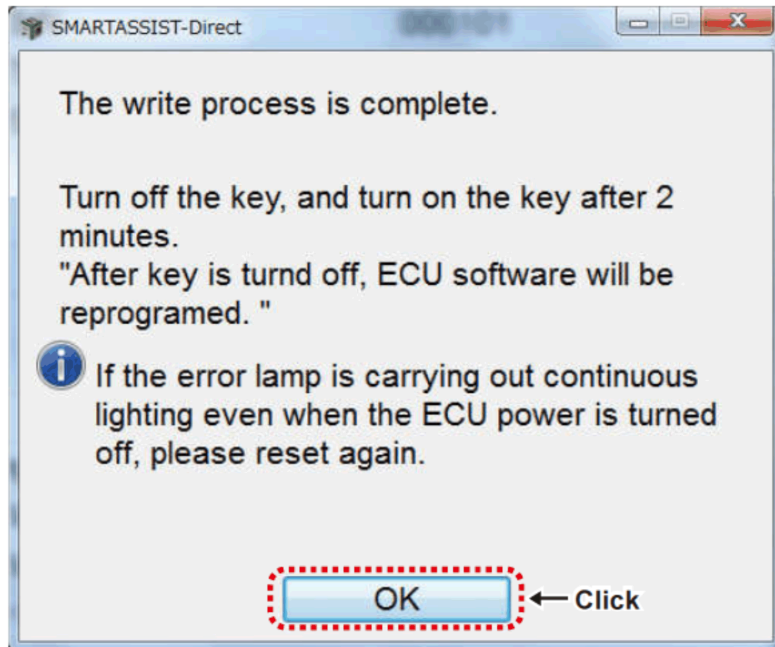 SMARTASSIST-Direct
000101
The write process is complete.
Turn off the key, and turn on the key after 2
minutes.
"After key is turnd off, ECU software will be
reprogramed. "
If the error lamp is carrying out continuous
lighting even when the ECU power is turned
off, please reset again.
OK
← Click